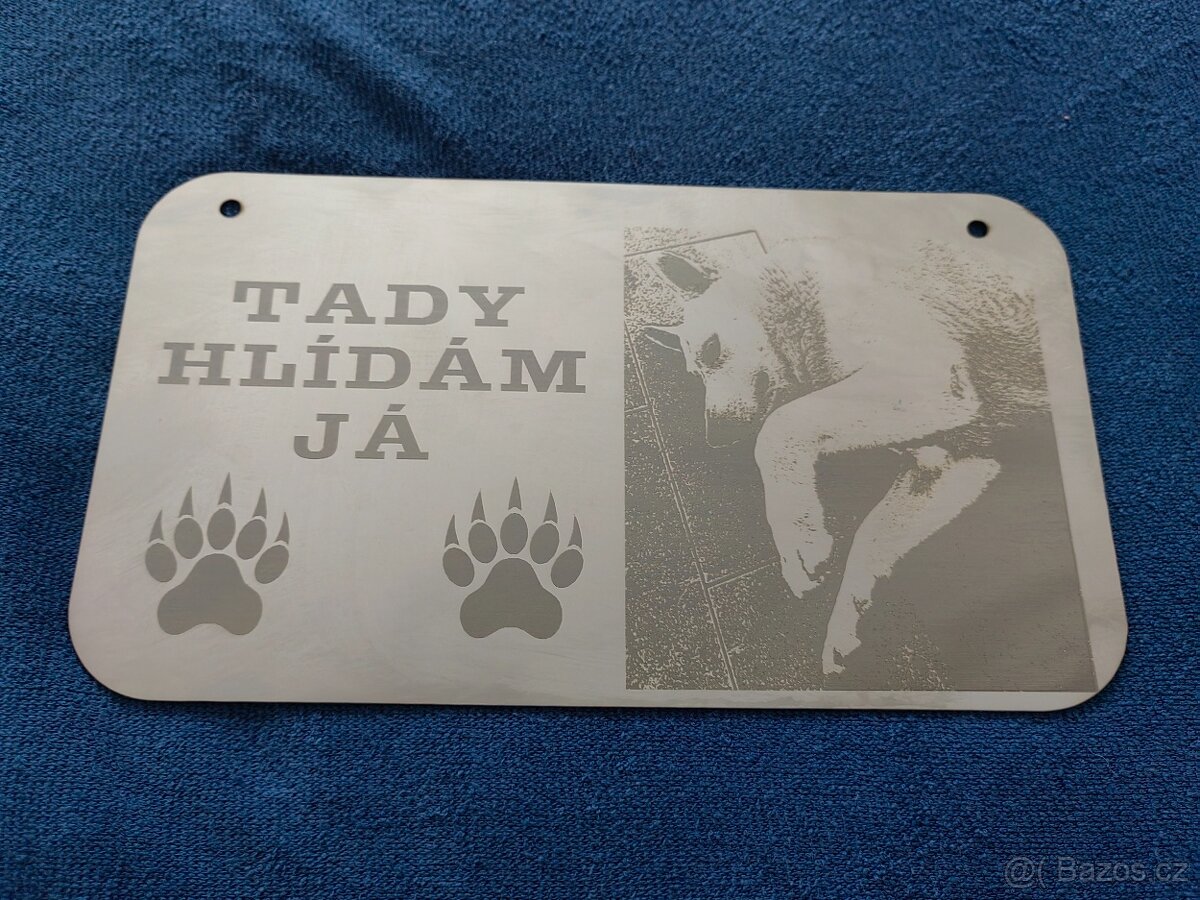 TADY
HLÍDÁM
JÁ
@( Bazos.cz